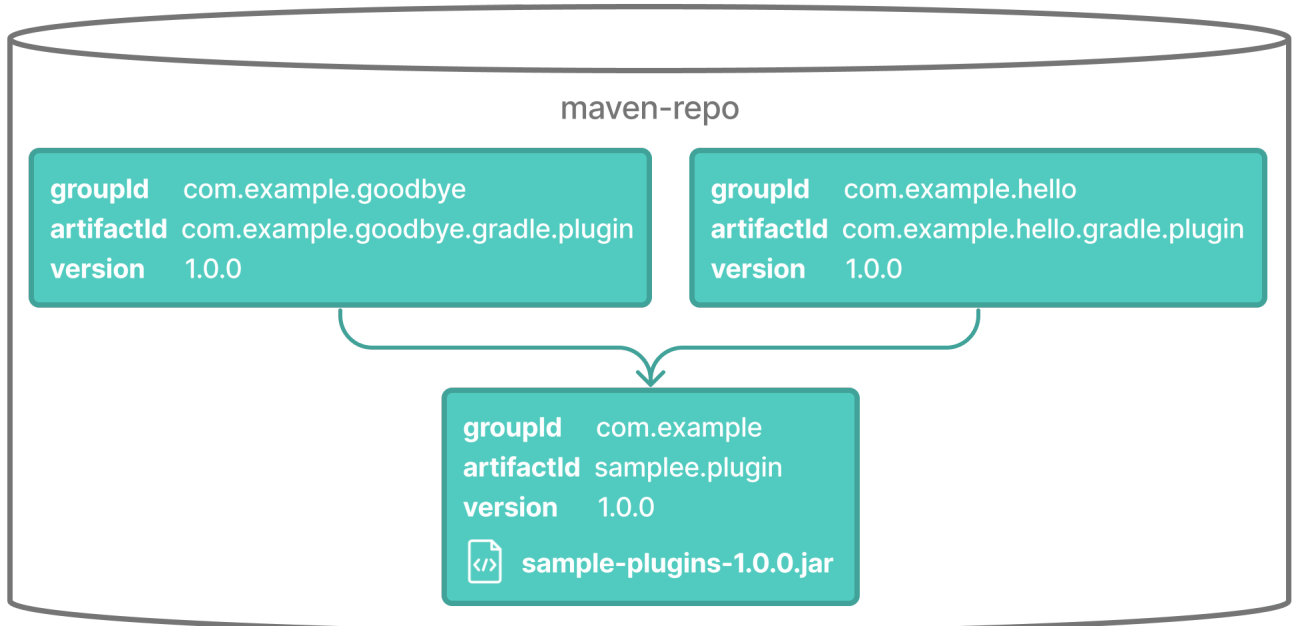 maven-repo
groupId com.example.goodbye
artifactId com.example.goodbye.gradle.plugin
version 1.0.0
groupId com.example.hello
artifactId com.example.hello.gradle.plugin
version 1.0.0
groupId com.example
artifactId samplee.plugin
version 1.0.0
</> sample-plugins-1.0.0.jar